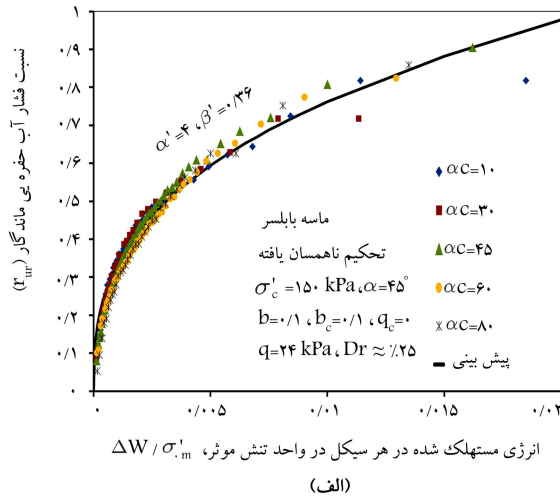 نسبت فشار آب حفره یی ماندگار (rur)
۱
۰/۹
۰/۸
۰/۷
۰/۶
۰/۵
۰/۴
۰/۳
۰/۲
۰/۱
۰
α'=۴ ، β'=۰/۳۶
ماسه بابلسر
تحکیم ناهمسان یافته
σ'c =۱۵۰ kPa،α=۴۵°
b=۰/۱ ، bc=۰/۱ ، qc=۰
q=۲۴ kPa، Dr ≈ ٪۲۵
αc=۱۰
αc=۳۰
αc=۴۵
αc=۶۰
αc=۸۰
پیش بینی
۰ ۰/۰۰۵ ۰/۰۱ ۰/۰۱۵ ۰/۰۲
انرژی مستهلک شده در هر سیکل در واحد تنش موثر، ΔW / σ.'m
(الف)